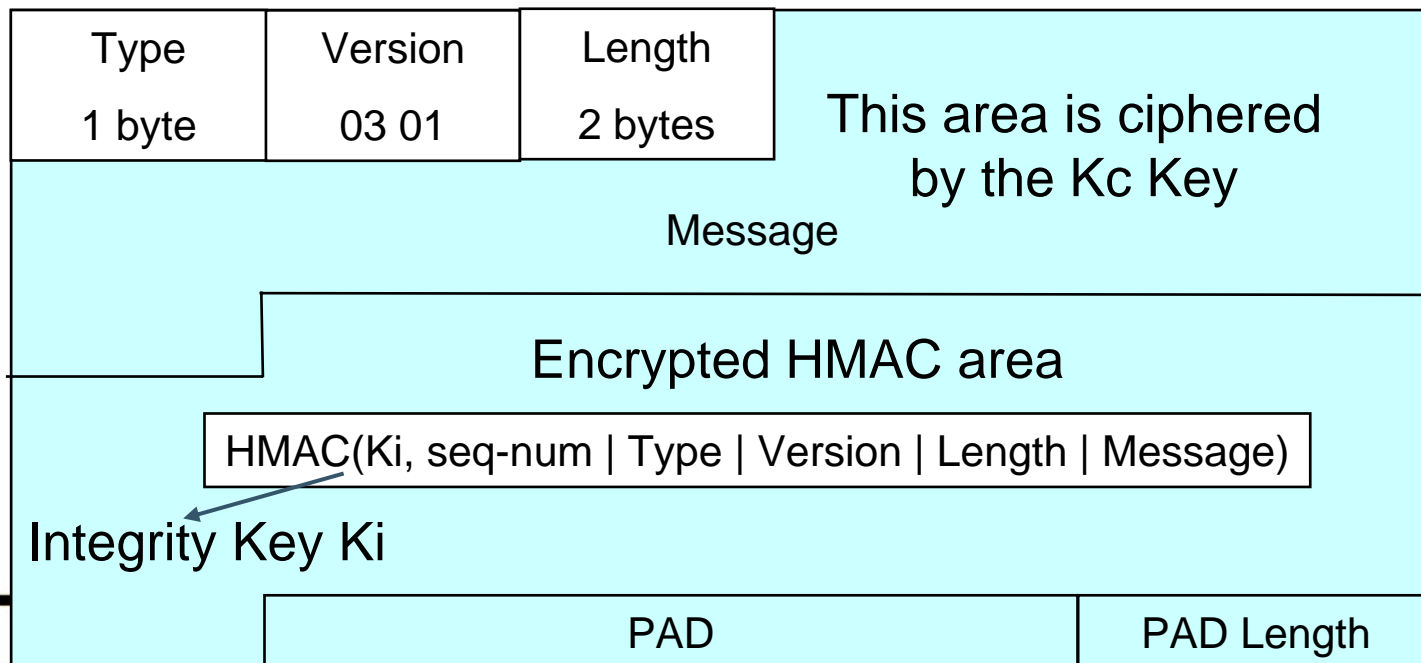 Type
1 byte
Version
03 01
Length
2 bytes
This area is ciphered
by the Kc Key
Message
Encrypted HMAC area
HMAC(Ki, seq-num | Type | Version | Length | Message)
Integrity Key Ki
PAD
PAD Length